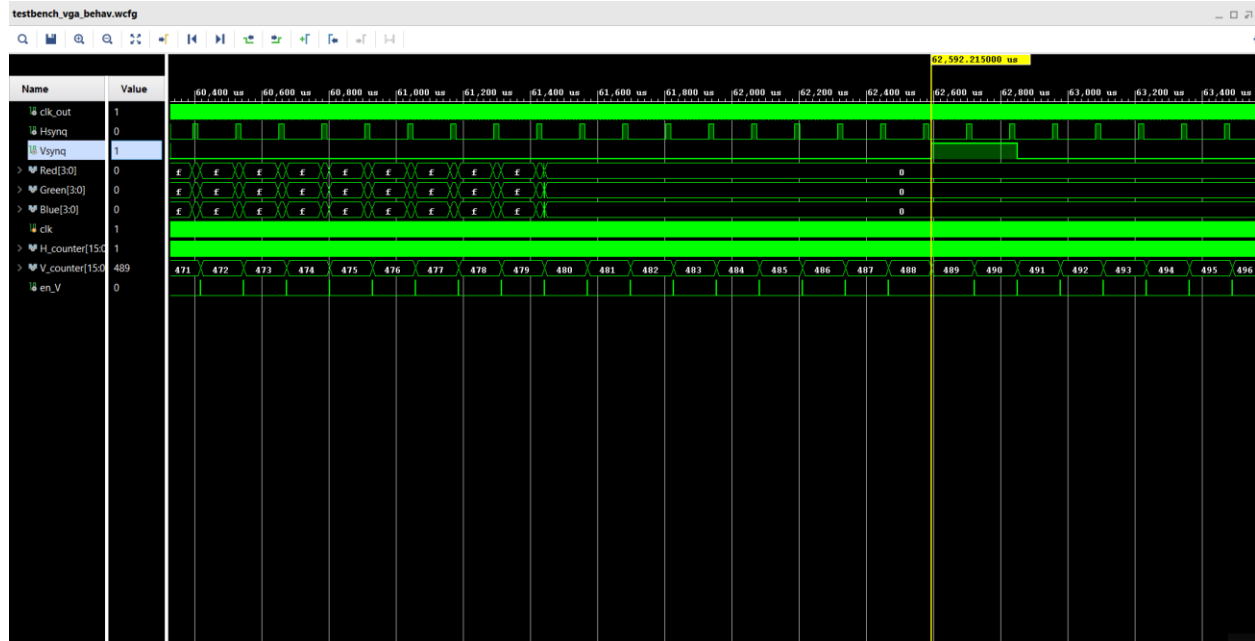 testbench_vga_behav.wcfg
62,592.215000 us
Name Value
60,400 us 60,600 us 60,800 us 61,000 us 61,200 us 61,400 us 61,600 us 61,800 us 62,000 us 62,200 us 62,400 us 62,600 us 62,800 us 63,000 us 63,200 us 63,400 us
clk_out 1
Hsynq 0
Vsynq 1
Red[3:0] 0 f f f f f f f f f 0
Green[3:0] 0 f f f f f f f f f 0
Blue[3:0] 0 f f f f f f f f f 0
clk 1
H_counter[15:0 1
V_counter[15:0 489 471 472 473 474 475 476 477 478 479 480 481 482 483 484 485 486 487 488 489 490 491 492 493 494 495 496
en_V 0